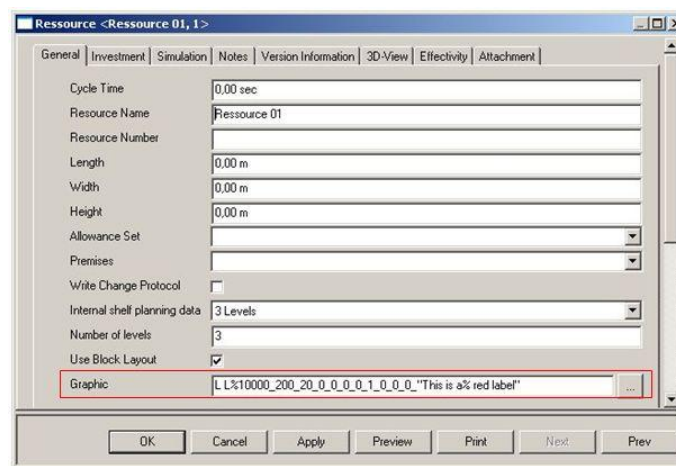 Ressource <Ressource 01, 1>
General Investment Simulation Notes Version Information 3D-View Effectivity Attachment
Cycle Time 0,00 sec
Resource Name Ressource 01
Resource Number
Length 0,00 m
Width 0,00 m
Height 0,00 m
Allowance Set
Premises
Write Change Protocol
Internal shelf planning data 3 Levels
Number of levels 3
Use Block Layout
Graphic L L%10000_200_20_0_0_0_0_1_0_0_0_"This is a% red label" ...
OK Cancel Apply Preview Print Next Prev